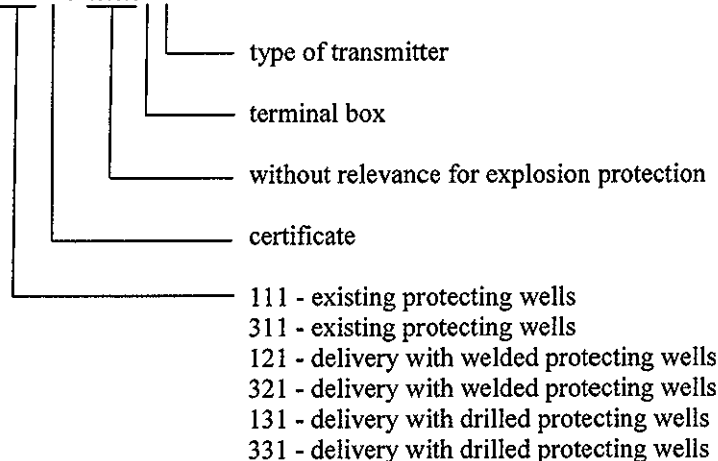 type of transmitter
terminal box
without relevance for explosion protection
certificate
111 - existing protecting wells
311 - existing protecting wells
121 - delivery with welded protecting wells
321 - delivery with welded protecting wells
131 - delivery with drilled protecting wells
331 - delivery with drilled protecting wells